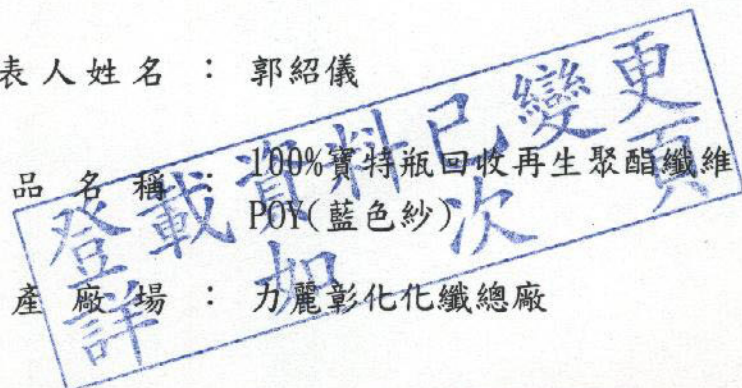 表人姓名 : 郭紹儀
品名稱 : 100%寶特瓶回收再生聚酯纖維
POY(藍色紗)
產廠場 : 力麗彰化化纖總廠
登載資料已變更
詳如次頁